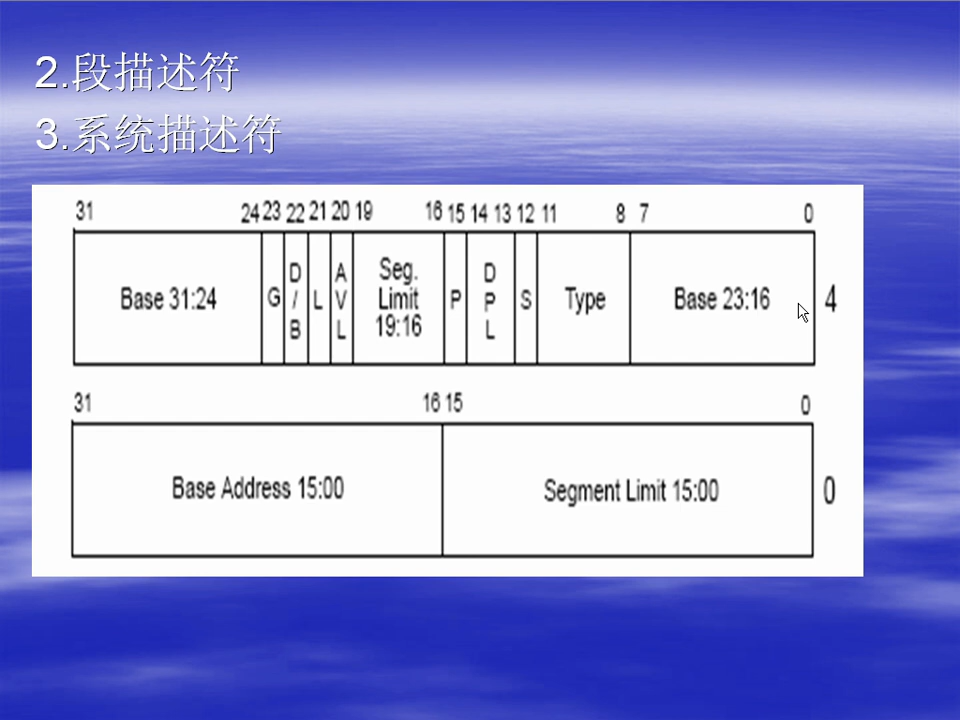 2.段描述符
3.系统描述符
31 24 23 22 21 20 19 16 15 14 13 12 11 8 7 0
Base 31:24 G D/B L AVL Seg. Limit 19:16 P DPL S Type Base 23:16 4
31 16 15 0
Base Address 15:00 Segment Limit 15:00 0